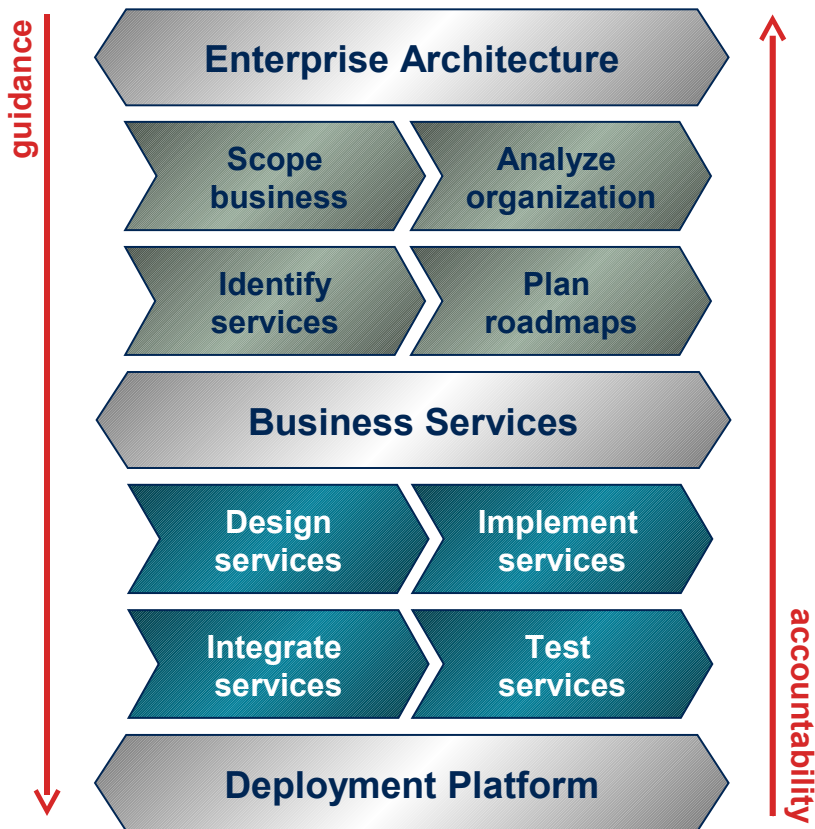 guidance
Enterprise Architecture
Scope
business
Analyze
organization
Identify
services
Plan
roadmaps
Business Services
Design
services
Implement
services
Integrate
services
Test
services
Deployment Platform
accountability